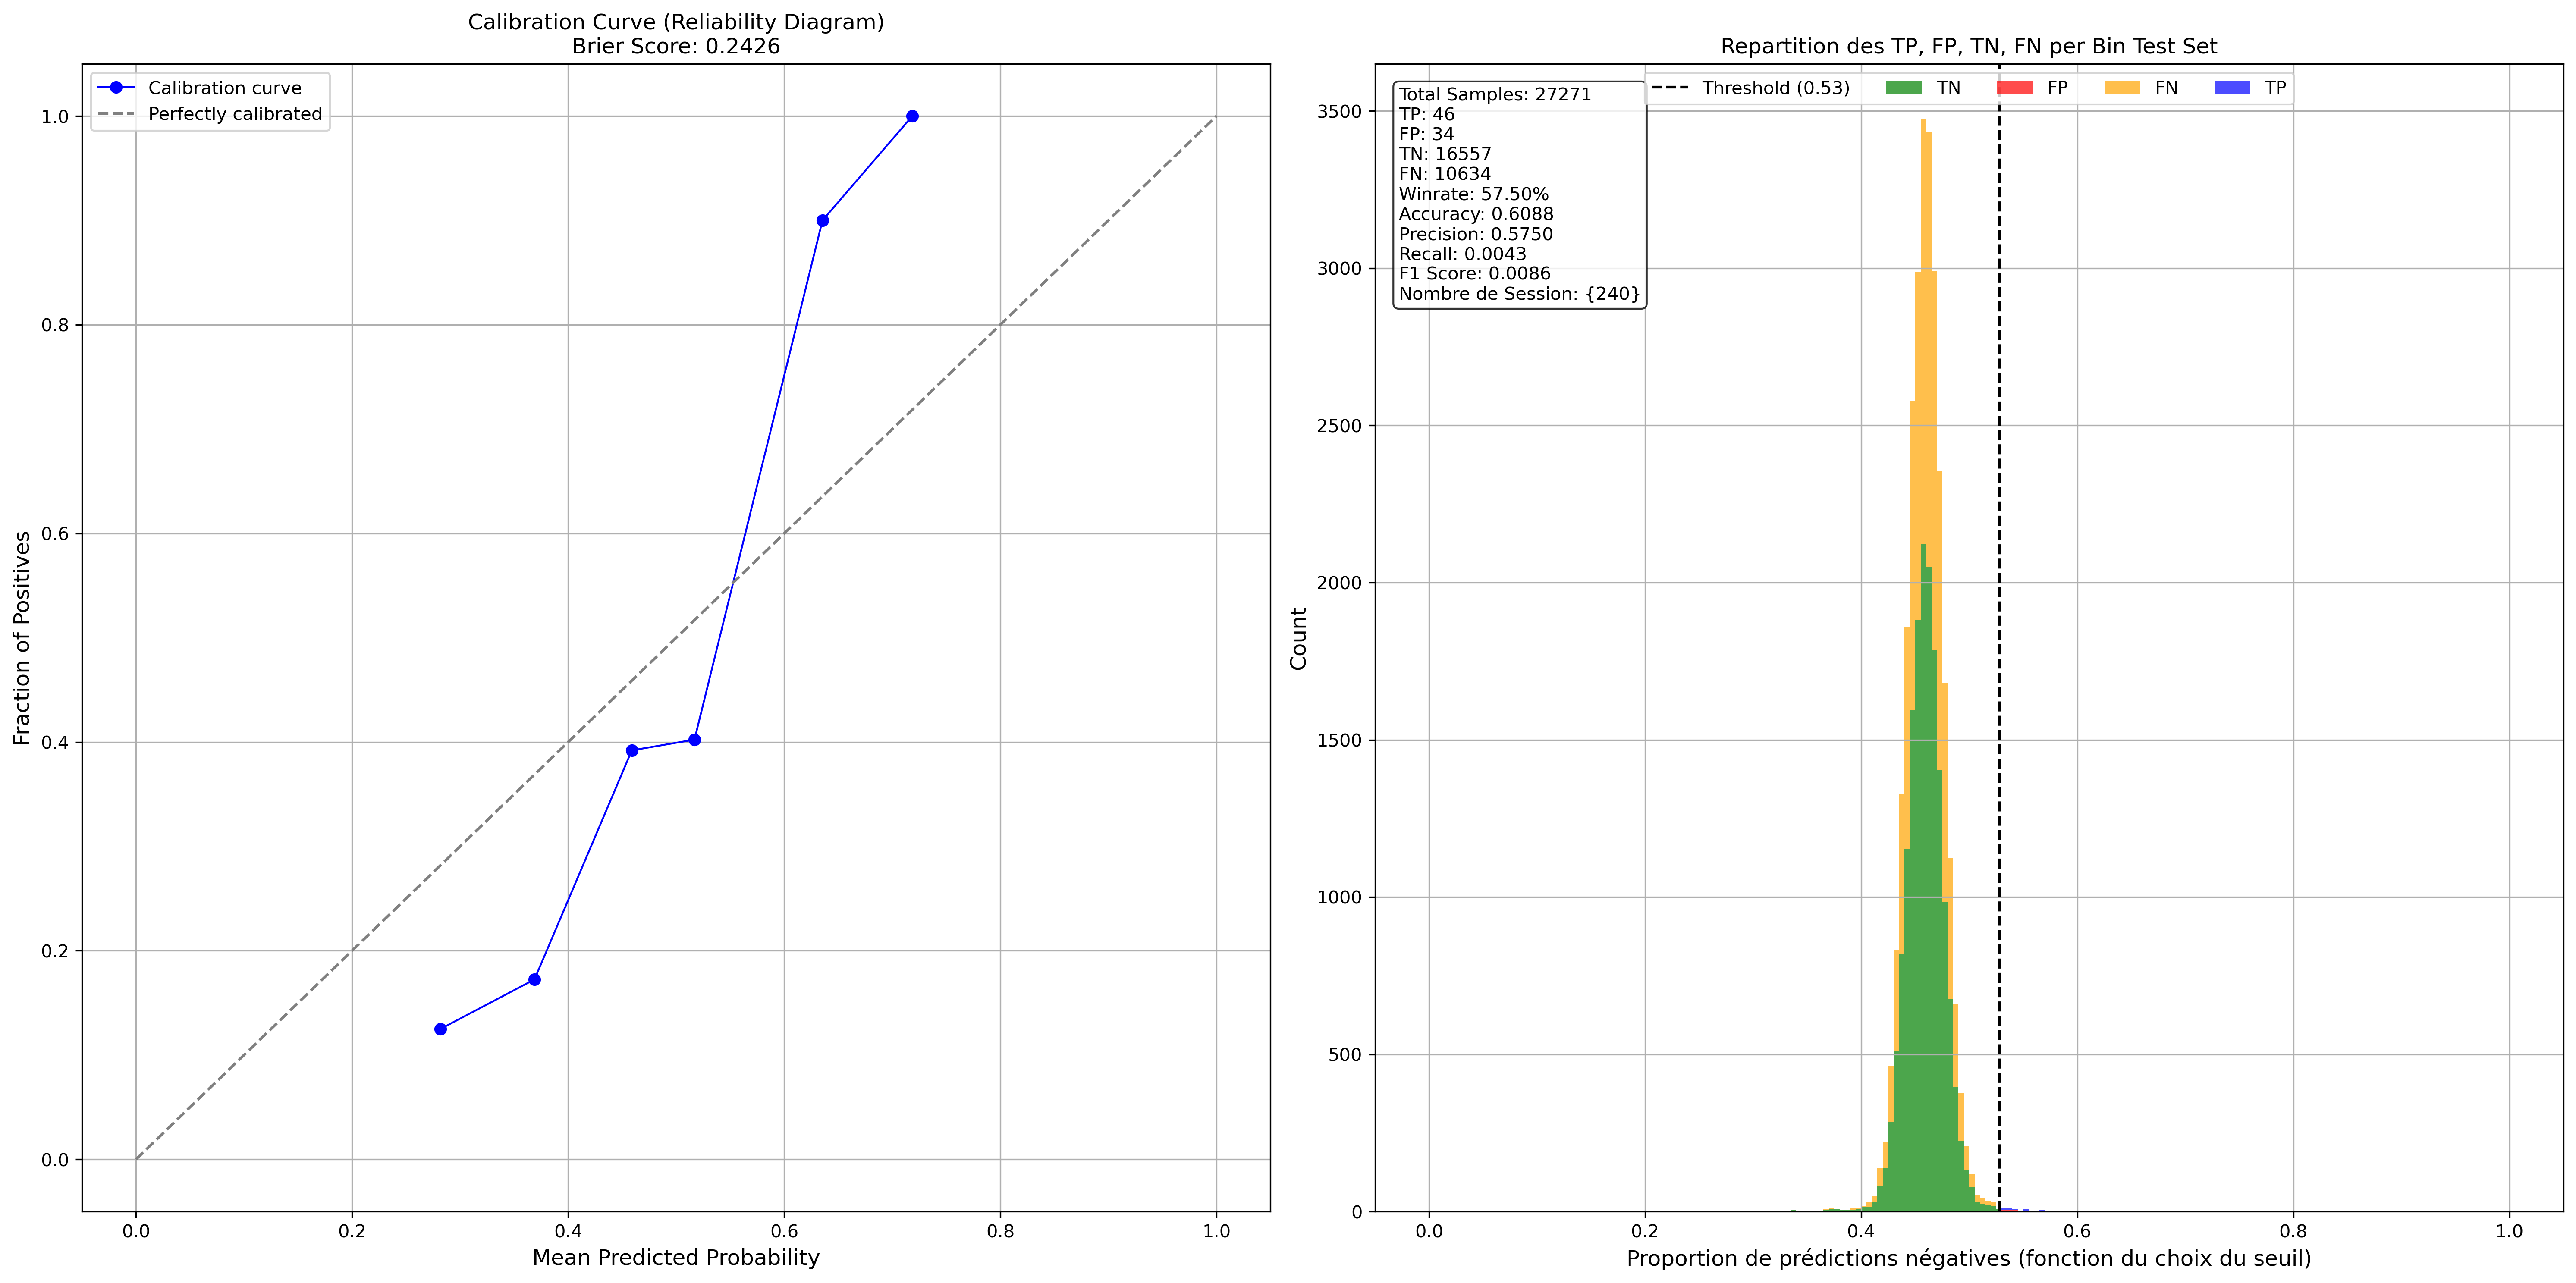 Calibration Curve (Reliability Diagram)
Brier Score: 0.2426
Calibration curve
Perfectly calibrated
1.0
0.8
0.6
0.4
0.2
0.0
Fraction of Positives
0.0 0.2 0.4 0.6 0.8 1.0
Mean Predicted Probability
Repartition des TP, FP, TN, FN per Bin Test Set
Threshold (0.53) TN FP FN TP
Total Samples: 27271
TP: 46
FP: 34
TN: 16557
FN: 10634
Winrate: 57.50%
Accuracy: 0.6088
Precision: 0.5750
Recall: 0.0043
F1 Score: 0.0086
Nombre de Session: {240}
3500
3000
2500
2000
1500
1000
500
0
Count
0.0 0.2 0.4 0.6 0.8 1.0
Proportion de prédictions négatives (fonction du choix du seuil)